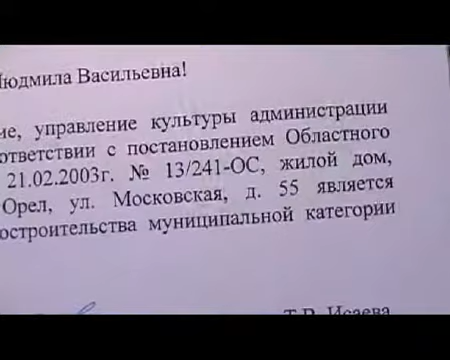 Людмила Васильевна!
ие, управление культуры администрации
ответствии с постановлением Областного
21.02.2003г. № 13/241-ОС, жилой дом,
Орел, ул. Московская, д. 55 является
остроительства муниципальной категории
Исаева